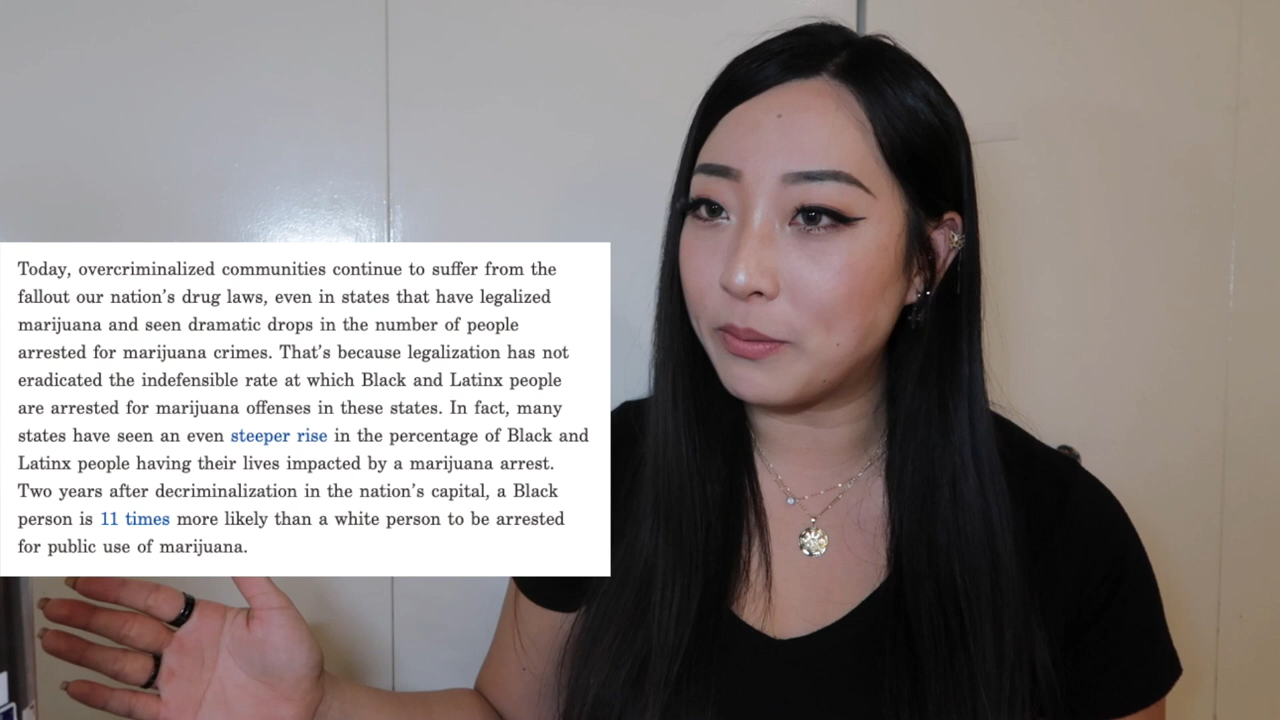 Today, overcriminalized communities continue to suffer from the
fallout our nation's drug laws, even in states that have legalized
marijuana and seen dramatic drops in the number of people
arrested for marijuana crimes. That's because legalization has not
eradicated the indefensible rate at which Black and Latinx people
are arrested for marijuana offenses in these states. In fact, many
states have seen an even steeper rise in the percentage of Black and
Latinx people having their lives impacted by a marijuana arrest.
Two years after decriminalization in the nation's capital, a Black
person is 11 times more likely than a white person to be arrested
for public use of marijuana.